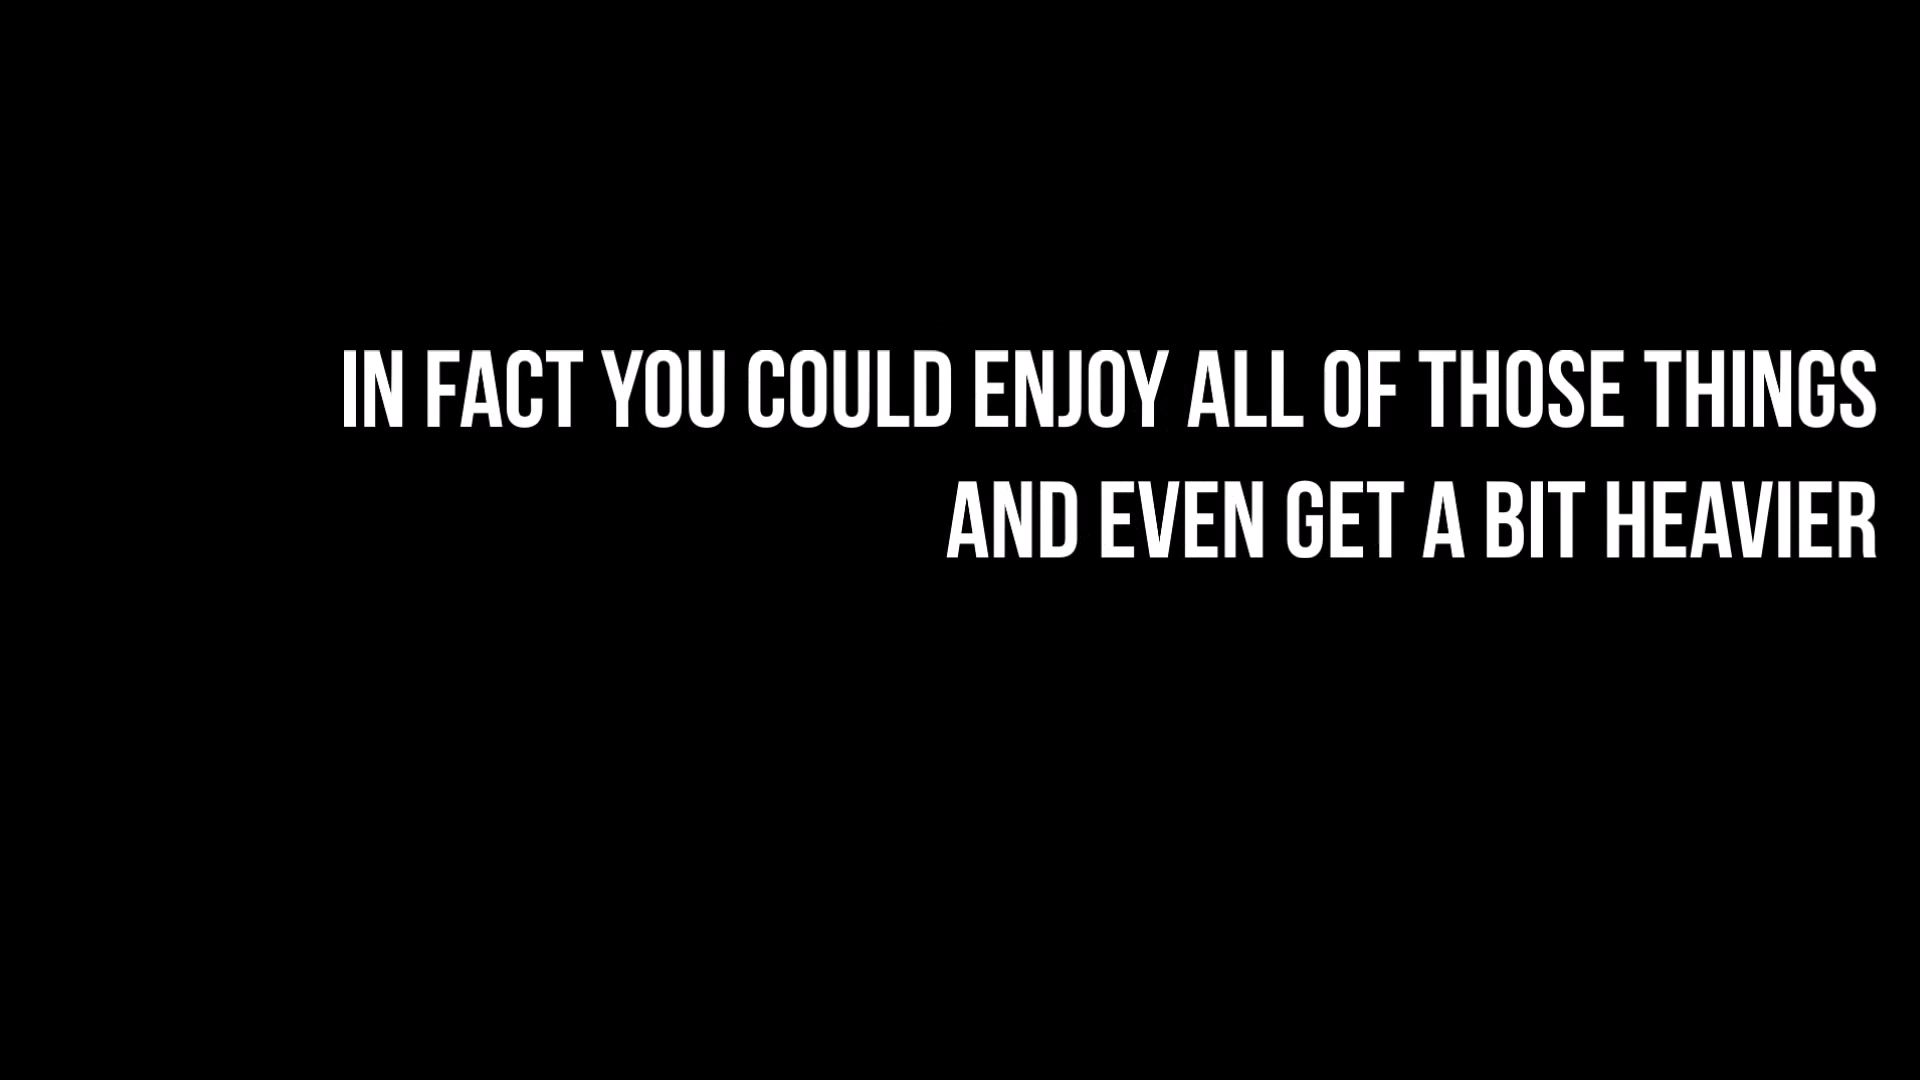 IN FACT YOU COULD ENJOY ALL OF THOSE THINGS
AND EVEN GET A BIT HEAVIER